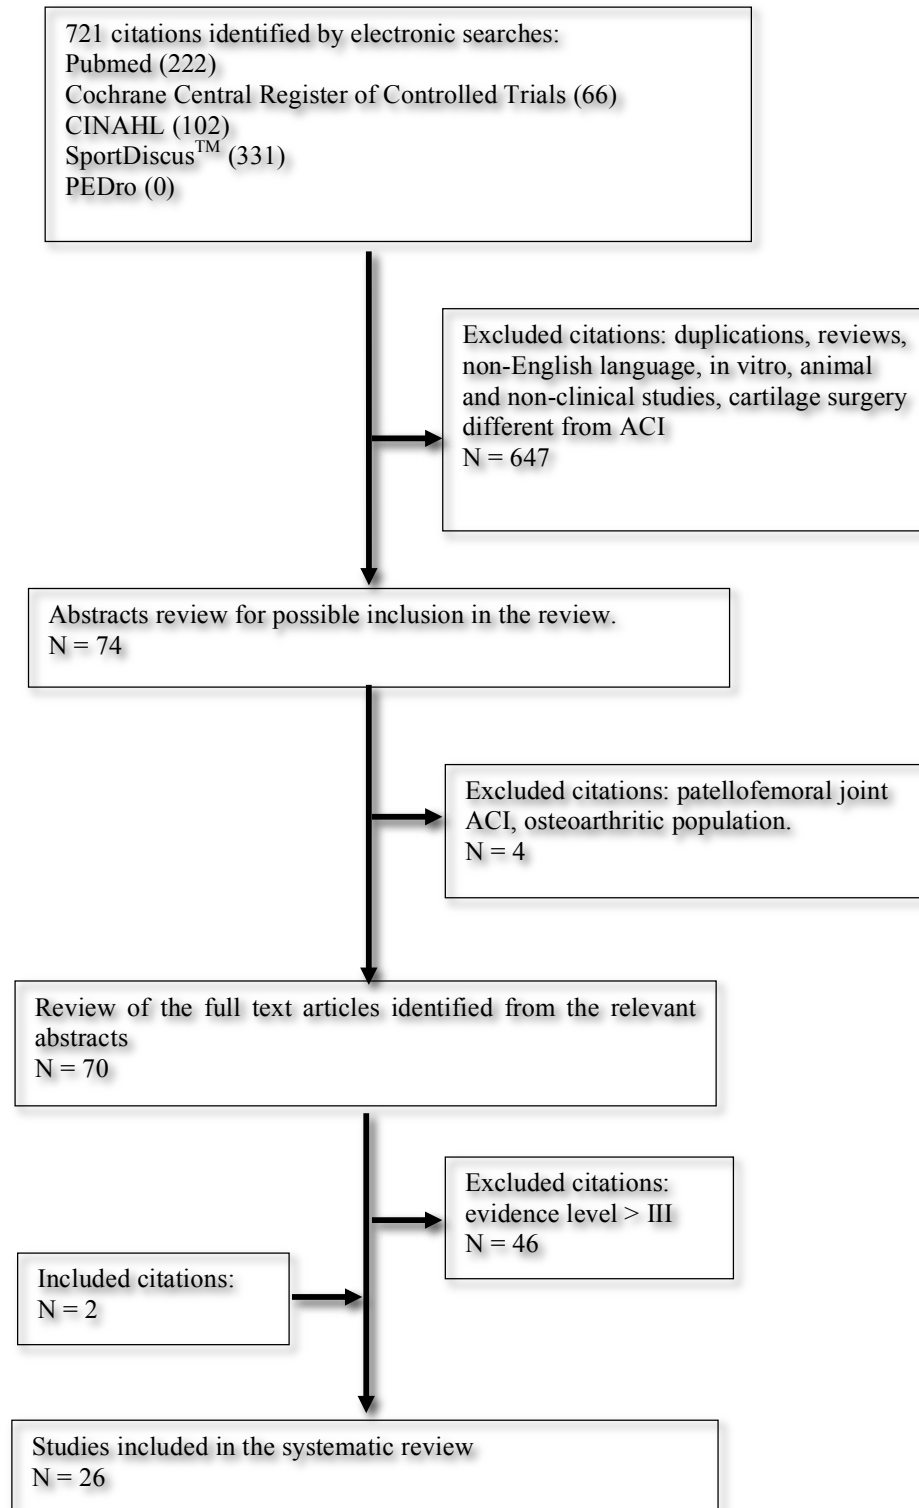 721 citations identified by electronic searches:
Pubmed (222)
Cochrane Central Register of Controlled Trials (66)
CINAHL (102)
SportDiscus™ (331)
PEDro (0)
Excluded citations: duplications, reviews,
non-English language, in vitro, animal
and non-clinical studies, cartilage surgery
different from ACI
N = 647
Abstracts review for possible inclusion in the review.
N = 74
Excluded citations: patellofemoral joint
ACI, osteoarthritic population.
N = 4
Review of the full text articles identified from the relevant
abstracts
N = 70
Excluded citations:
evidence level > III
N = 46
Included citations:
N = 2
Studies included in the systematic review
N = 26